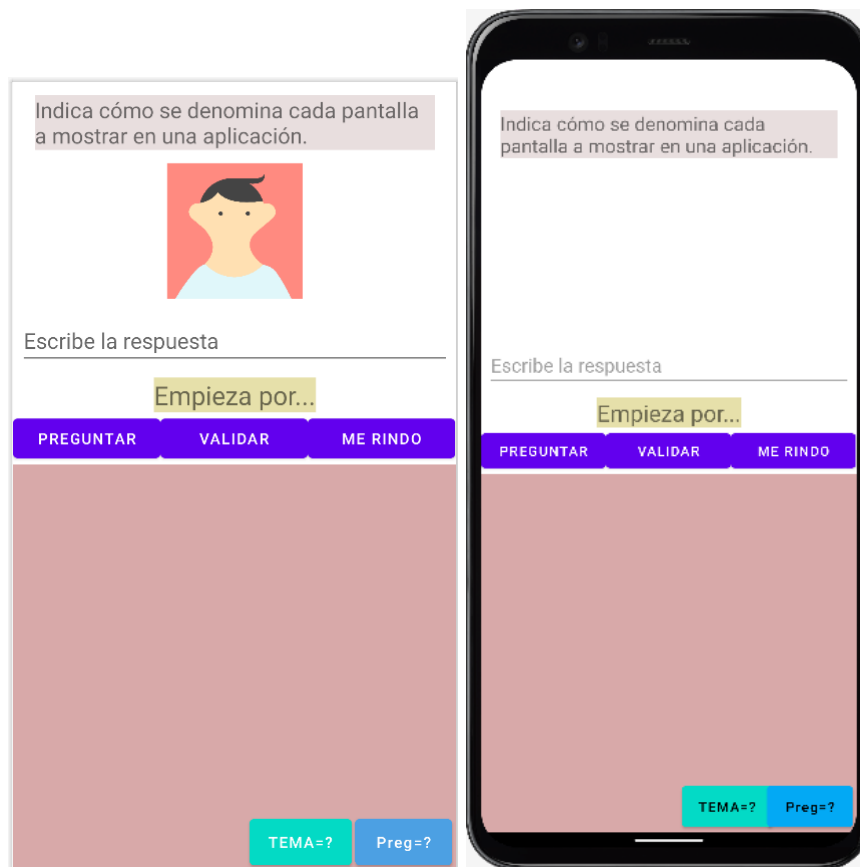 Indica cómo se denomina cada pantalla
a mostrar en una aplicación.
Escribe la respuesta
Empieza por...
PREGUNTAR VALIDAR ME RINDO
TEMA=? Preg=?
Indica cómo se denomina cada
pantalla a mostrar en una aplicación.
Escribe la respuesta
Empieza por...
PREGUNTAR VALIDAR ME RINDO
TEMA=? Preg=?